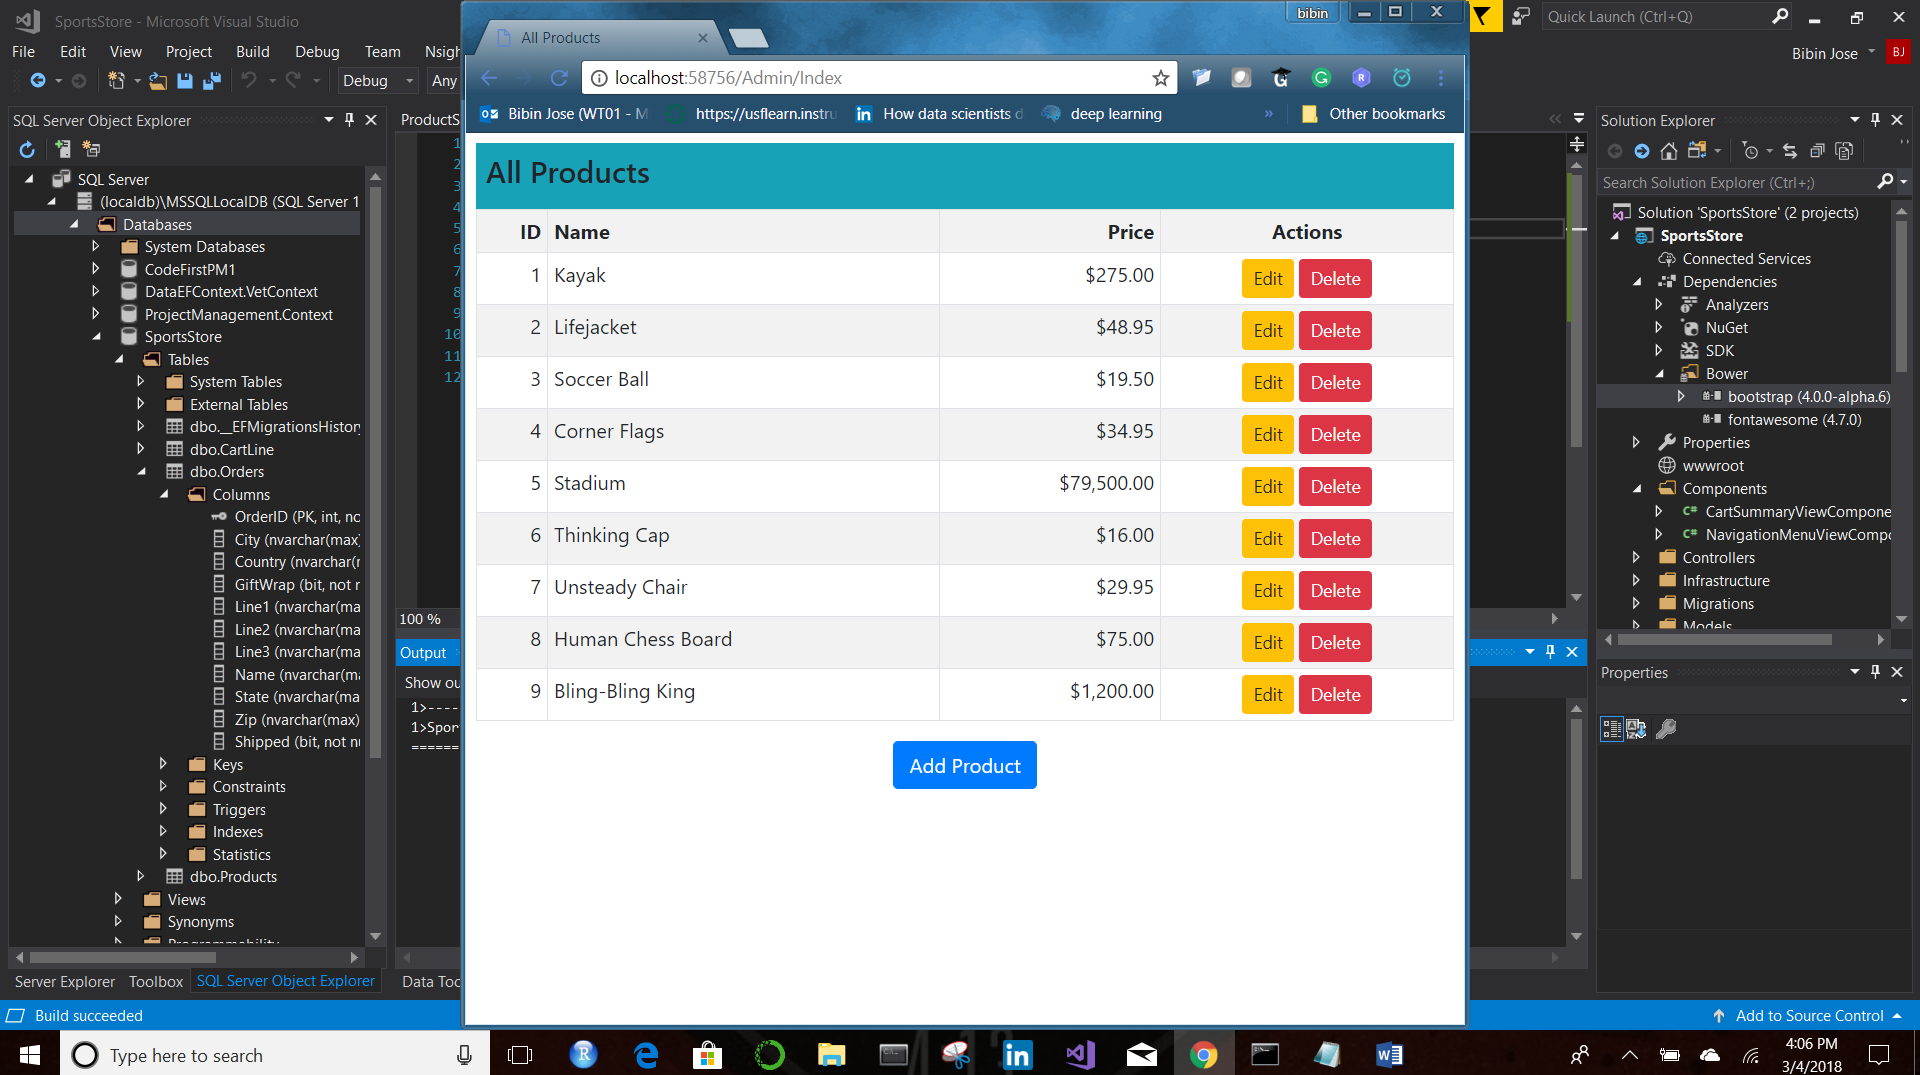 SportsStore - Microsoft Visual Studio
File Edit View Project Build Debug Team Nsigh
Debug Any
Quick Launch (Ctrl+Q)
Bibin Jose BJ
SQL Server Object Explorer
SQL Server
(localdb)\MSSQLLocalDB (SQL Server 1
Databases
System Databases
CodeFirstPM1
DataEFContext.VetContext
ProjectManagement.Context
SportsStore
Tables
System Tables
External Tables
dbo.__EFMigrationsHistory
dbo.CartLine
dbo.Orders
Columns
OrderID (PK, int, no
City (nvarchar(max)
Country (nvarchar(r
GiftWrap (bit, not r
Line1 (nvarchar(ma
Line2 (nvarchar(ma
Line3 (nvarchar(ma
Name (nvarchar(ma
State (nvarchar(ma
Zip (nvarchar(max)
Shipped (bit, not nu
Keys
Constraints
Triggers
Indexes
Statistics
dbo.Products
Views
Synonyms
Programmability
Server Explorer Toolbox SQL Server Object Explorer
ProductS
1
2
3
4
5
6
7
8
9
10
11
12
100 %
Output
Show ou
1>----
1>Spor
======
Data Too
bibin
All Products
localhost:58756/Admin/Index
Bibin Jose (WT01 - M https://usflearn.instru How data scientists d deep learning » Other bookmarks
All Products
ID Name Price Actions
1 Kayak $275.00 Edit Delete
2 Lifejacket $48.95 Edit Delete
3 Soccer Ball $19.50 Edit Delete
4 Corner Flags $34.95 Edit Delete
5 Stadium $79,500.00 Edit Delete
6 Thinking Cap $16.00 Edit Delete
7 Unsteady Chair $29.95 Edit Delete
8 Human Chess Board $75.00 Edit Delete
9 Bling-Bling King $1,200.00 Edit Delete
Add Product
Solution Explorer
Search Solution Explorer (Ctrl+;)
Solution 'SportsStore' (2 projects)
SportsStore
Connected Services
Dependencies
Analyzers
NuGet
SDK
Bower
bootstrap (4.0.0-alpha.6)
fontawesome (4.7.0)
Properties
wwwroot
Components
CartSummaryViewCompone
NavigationMenuViewCompo
Controllers
Infrastructure
Migrations
Models
Properties
Build succeeded
Add to Source Control
Type here to search
4:06 PM
3/4/2018